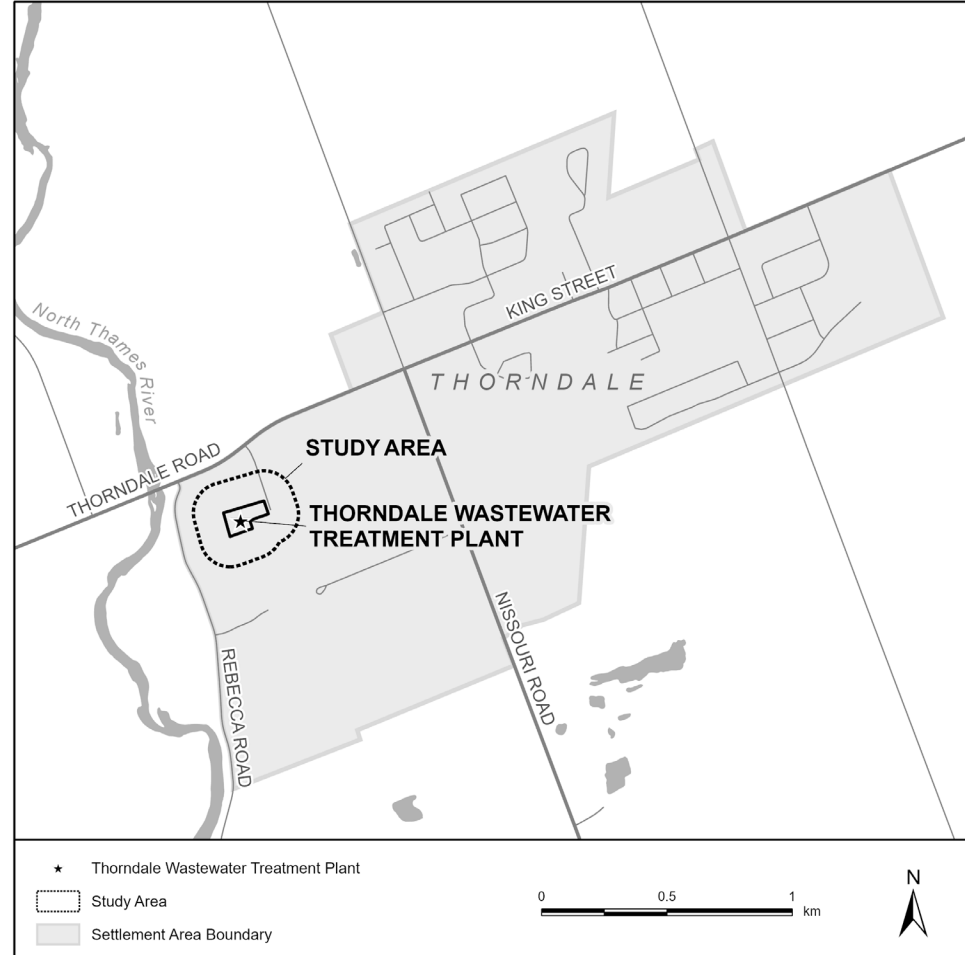 KING STREET
North Thames River
THORNDALE
THORNDALE ROAD
STUDY AREA
THORNDALE WASTEWATER
TREATMENT PLANT
NISSOURI ROAD
REBECCA ROAD
Thorndale Wastewater Treatment Plant
Study Area
Settlement Area Boundary
0 0.5 1
km
N